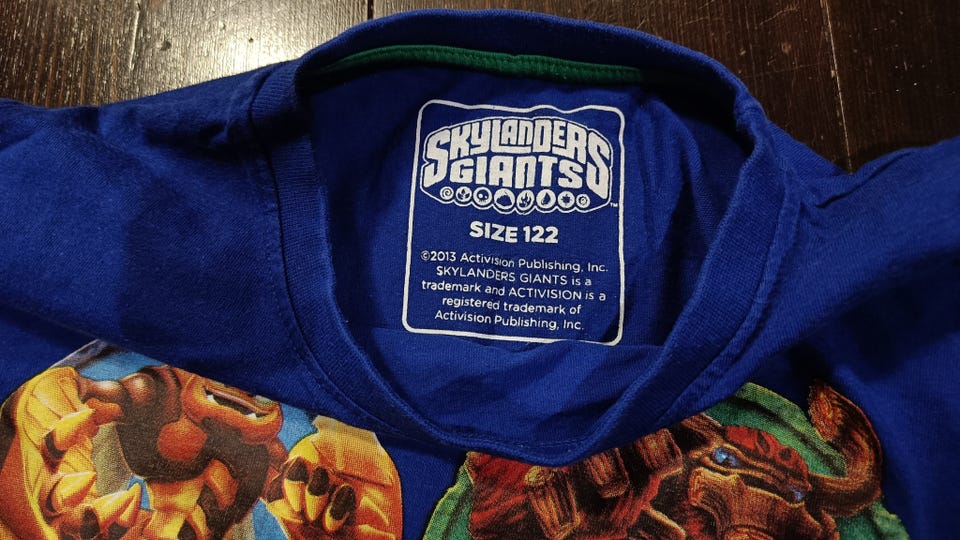 SKYLANDERS
GIANTS
™
SIZE 122
©2013 Activision Publishing, Inc.
SKYLANDERS GIANTS is a
trademark and ACTIVISION is a
registered trademark of
Activision Publishing, Inc.